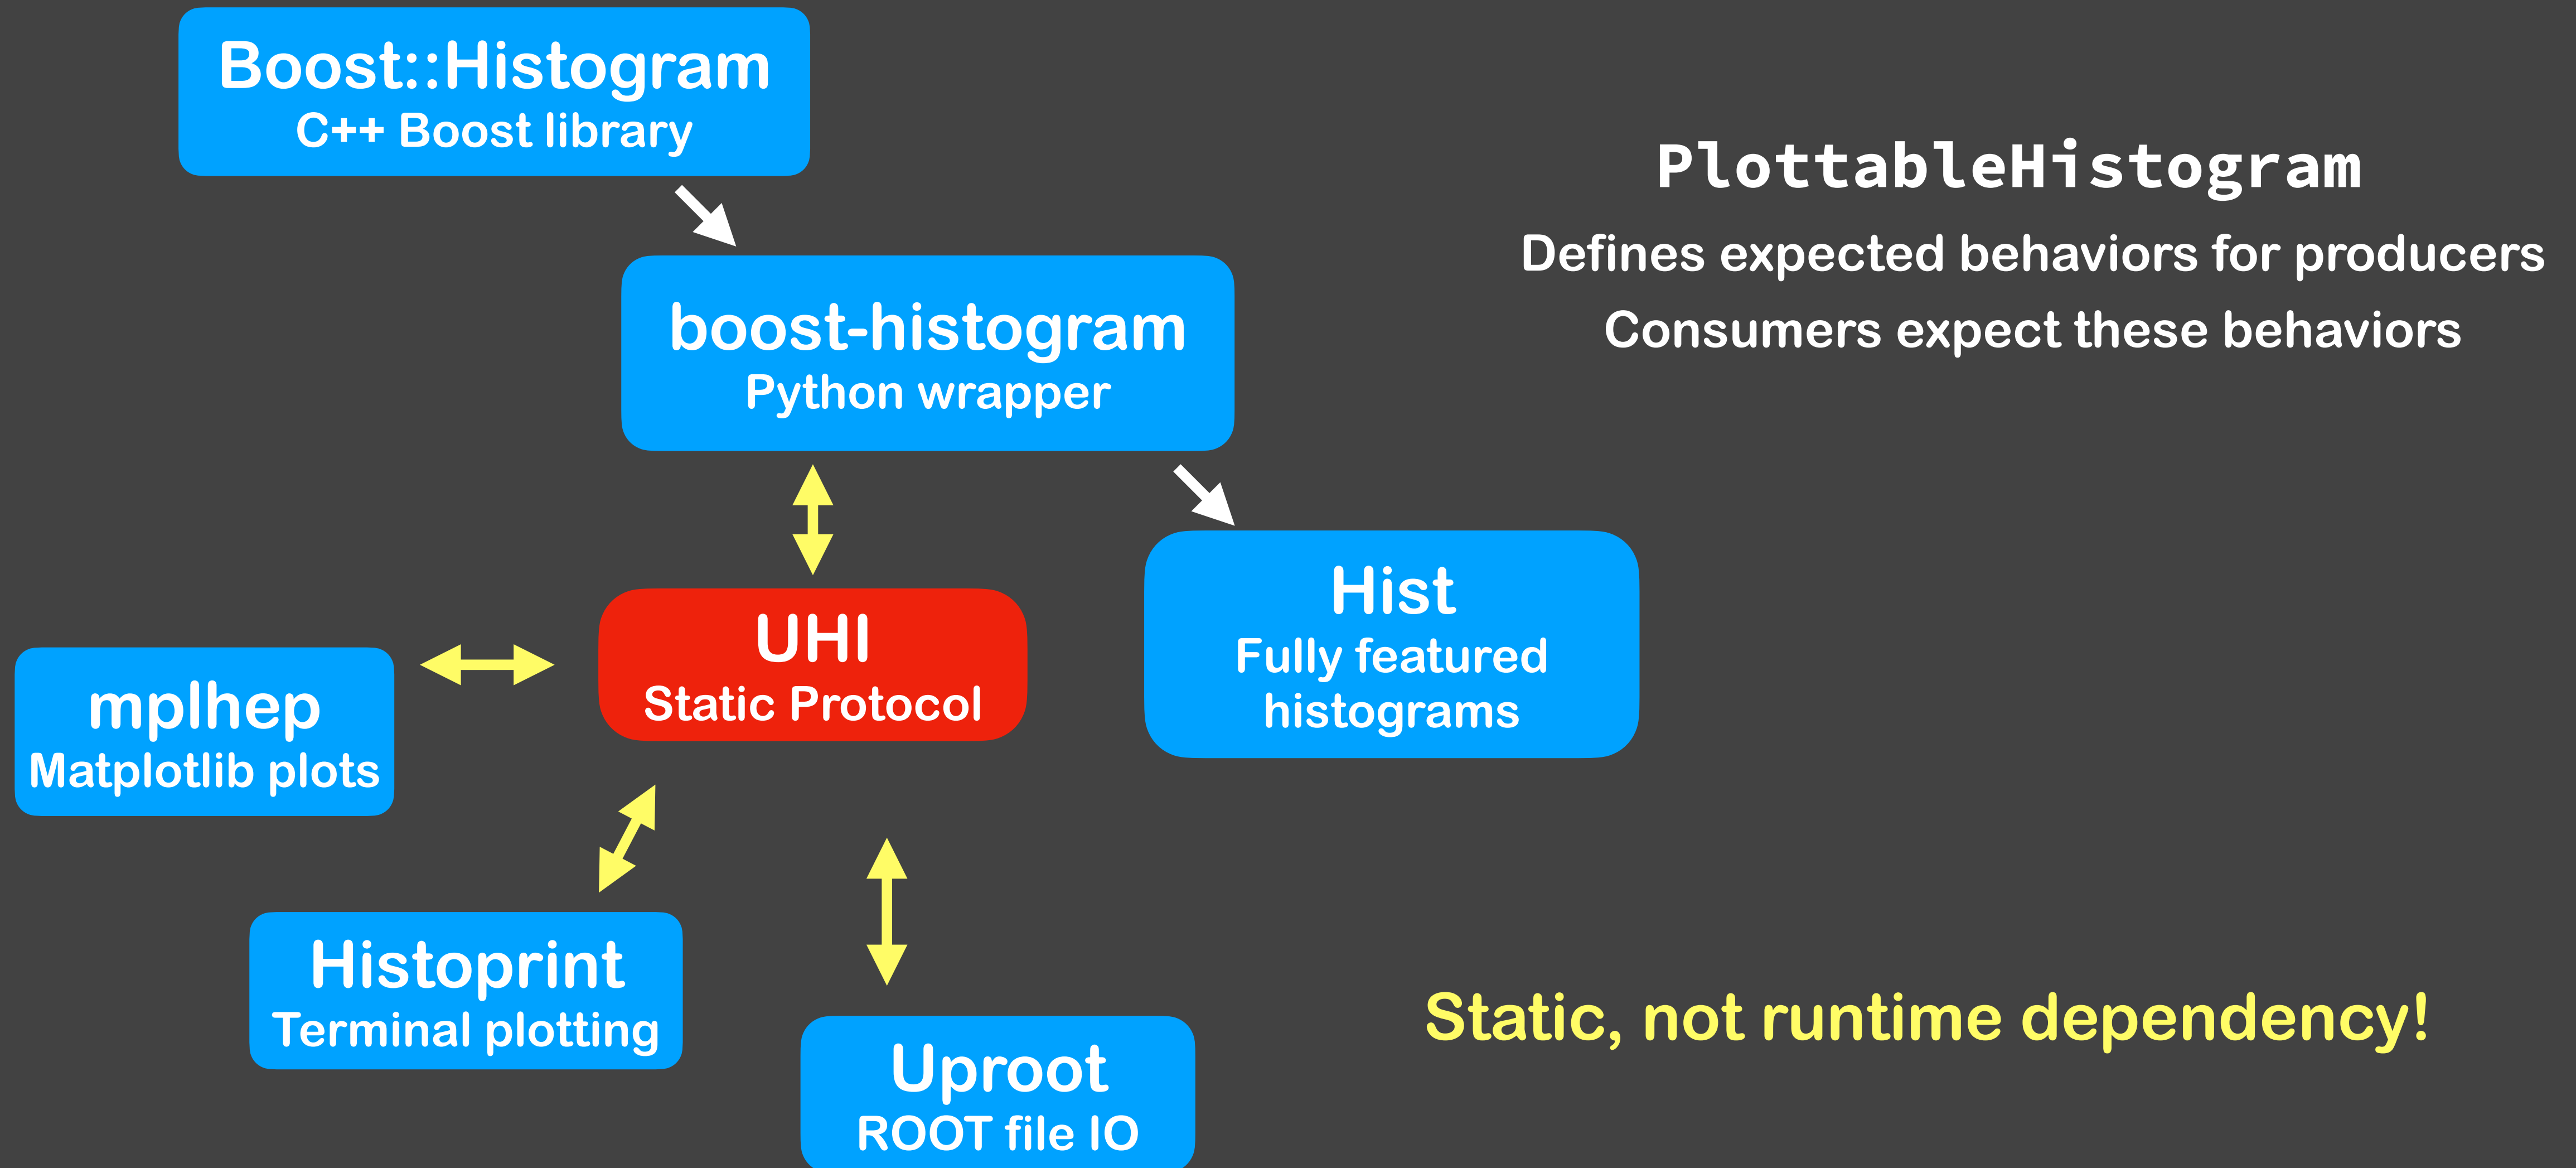 Boost::Histogram
C++ Boost library
PlottableHistogram
Defines expected behaviors for producers
Consumers expect these behaviors
boost-histogram
Python wrapper
UHI
Static Protocol
Hist
Fully featured
histograms
mplhep
Matplotlib plots
Histoprint
Terminal plotting
Uproot
ROOT file IO
Static, not runtime dependency!